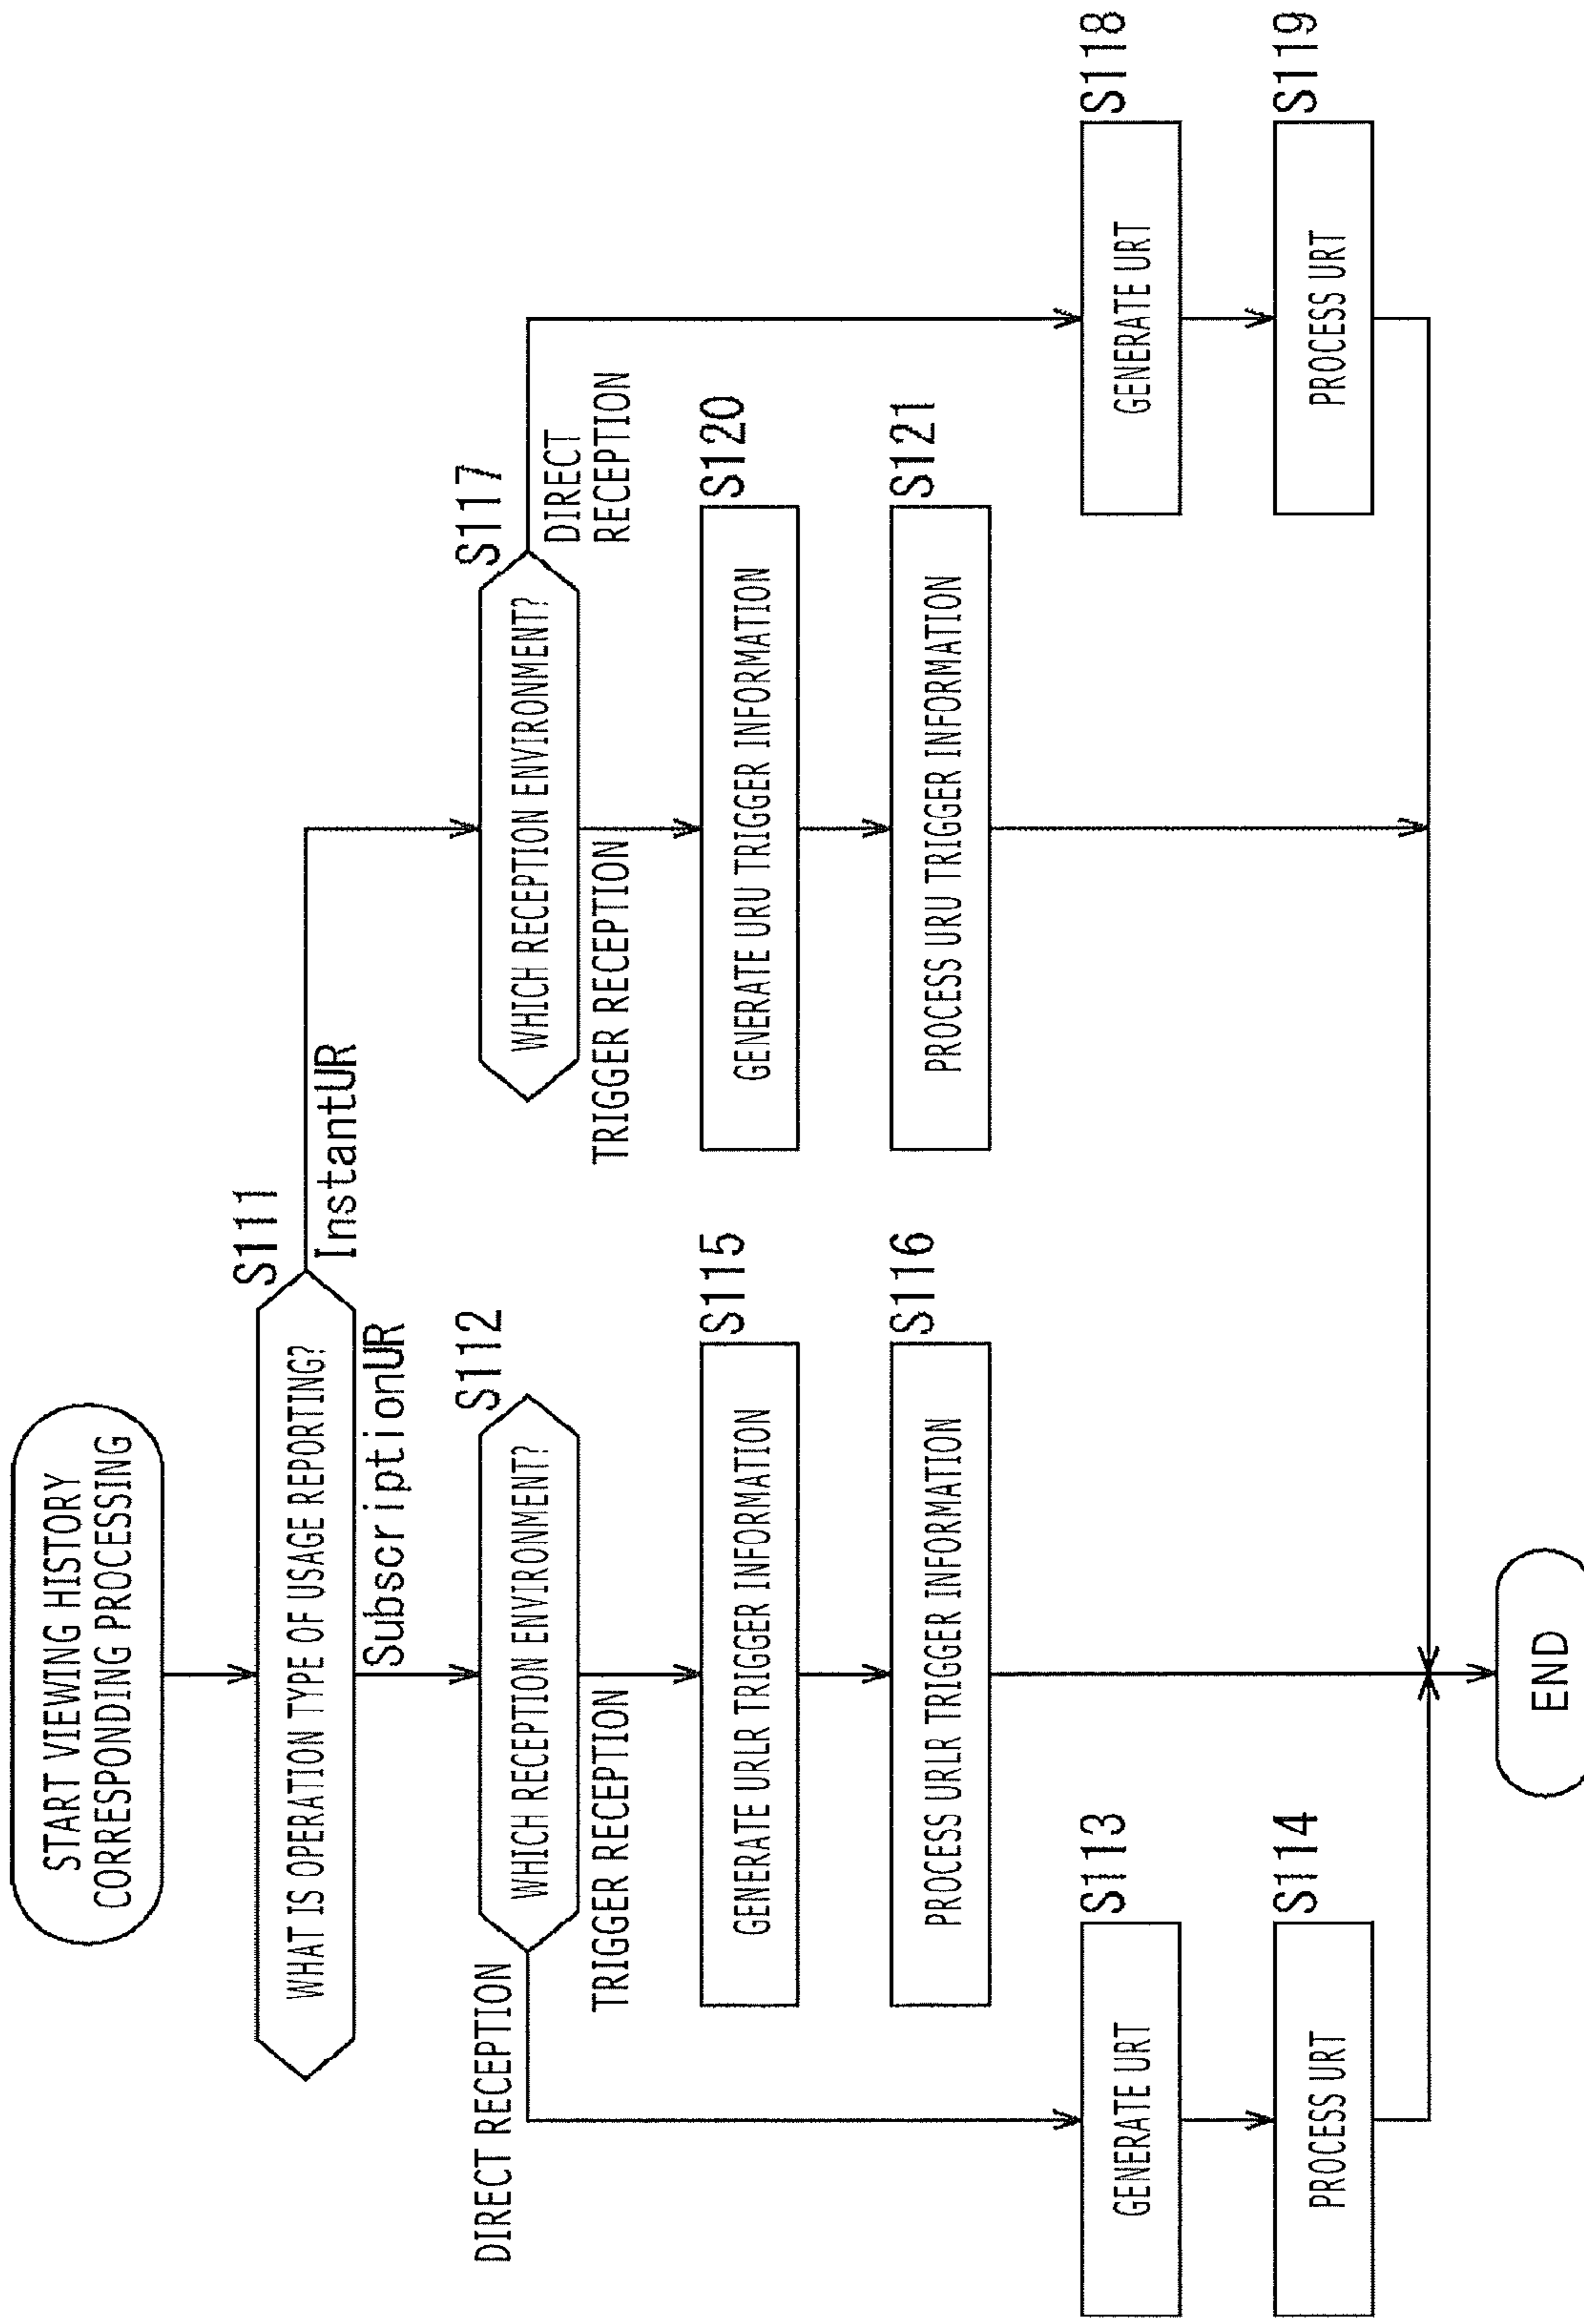 START VIEWING HISTORY
CORRESPONDING PROCESSING
S111
WHAT IS OPERATION TYPE OF USAGE REPORTING?
InstantUR
SubscriptionUR
S112
WHICH RECEPTION ENVIRONMENT?
DIRECT RECEPTION
TRIGGER RECEPTION
S117
WHICH RECEPTION ENVIRONMENT?
DIRECT
RECEPTION
TRIGGER RECEPTION
S115
GENERATE URLR TRIGGER INFORMATION
S120
GENERATE URU TRIGGER INFORMATION
S116
PROCESS URLR TRIGGER INFORMATION
S121
PROCESS URU TRIGGER INFORMATION
S113
GENERATE URT
S118
GENERATE URT
S114
PROCESS URT
S119
PROCESS URT
END